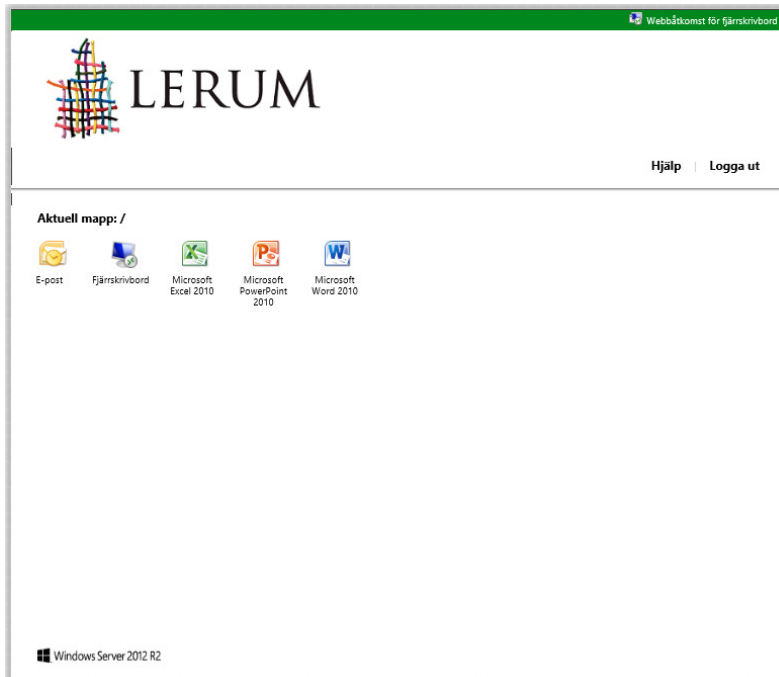 Webbåtkomst för fjärrskrivbord
LERUM
Hjälp | Logga ut
Aktuell mapp: /
E-post
Fjärrskrivbord
Microsoft
Excel 2010
Microsoft
PowerPoint
2010
Microsoft
Word 2010
Windows Server 2012 R2